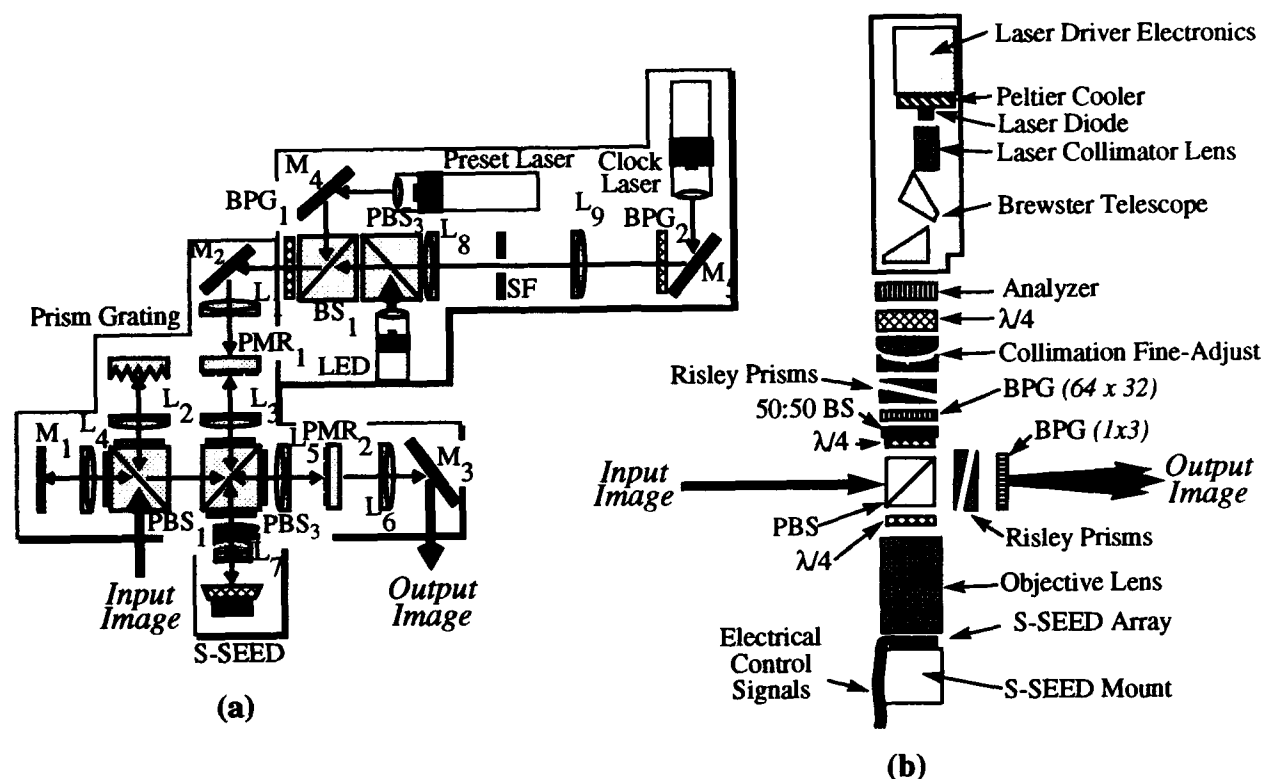 M4
BPG1
PBS3
Preset Laser
Clock
Laser
L8
L9
BPG2
M
M2
L
BS1
SF
Prism Grating
PMR1
LED
L2
L3
M1
L4
L5
PMR2
M3
PBS1
PBS3
L6
L7
Input
Image
Output
Image
S-SEED
(a)
Laser Driver Electronics
Peltier Cooler
Laser Diode
Laser Collimator Lens
Brewster Telescope
Analyzer
λ/4
Collimation Fine-Adjust
Risley Prisms
BPG (64 x 32)
50:50 BS
λ/4
BPG (1x3)
Input
Image
Output
Image
PBS
λ/4
Risley Prisms
Objective Lens
S-SEED Array
Electrical
Control
Signals
S-SEED Mount
(b)